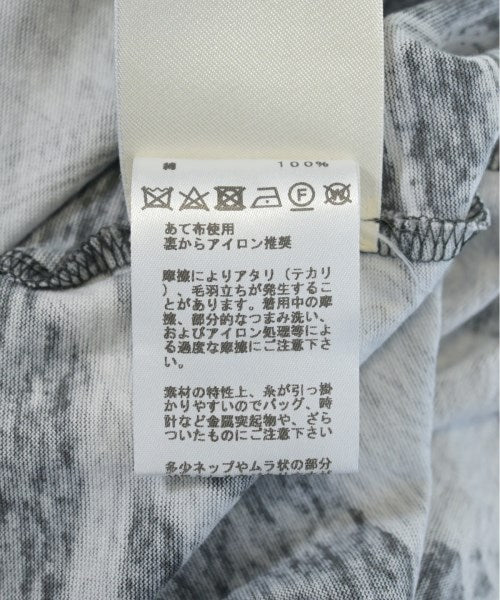 綿 100%
F W
あて布使用
裏からアイロン推奨
摩擦によりアタリ（テカリ
）、毛羽立ちが発生するこ
とがあります。着用中の摩
擦、部分的なつまみ洗い、
およびアイロン処理等によ
る過度な摩擦にご注意下さ
い。
素材の特性上、糸が引っ掛
かりやすいのでバッグ、時
計など金属突起物や、ざら
ついたものにご注意下さい
多少ネップやムラ状の部分